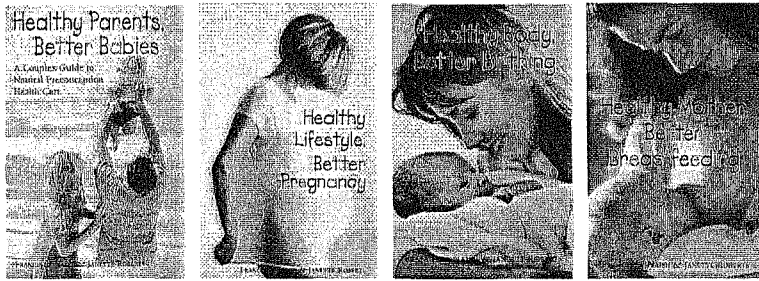 Healthy Parents,
Better Babies
A Couples Guide to
Natural Preconception
Health Care
Healthy
Lifestyle,
Better
Pregnancy
Healthy Body,
Better Birthing
Healthy Mother
Better
Breastfeeding